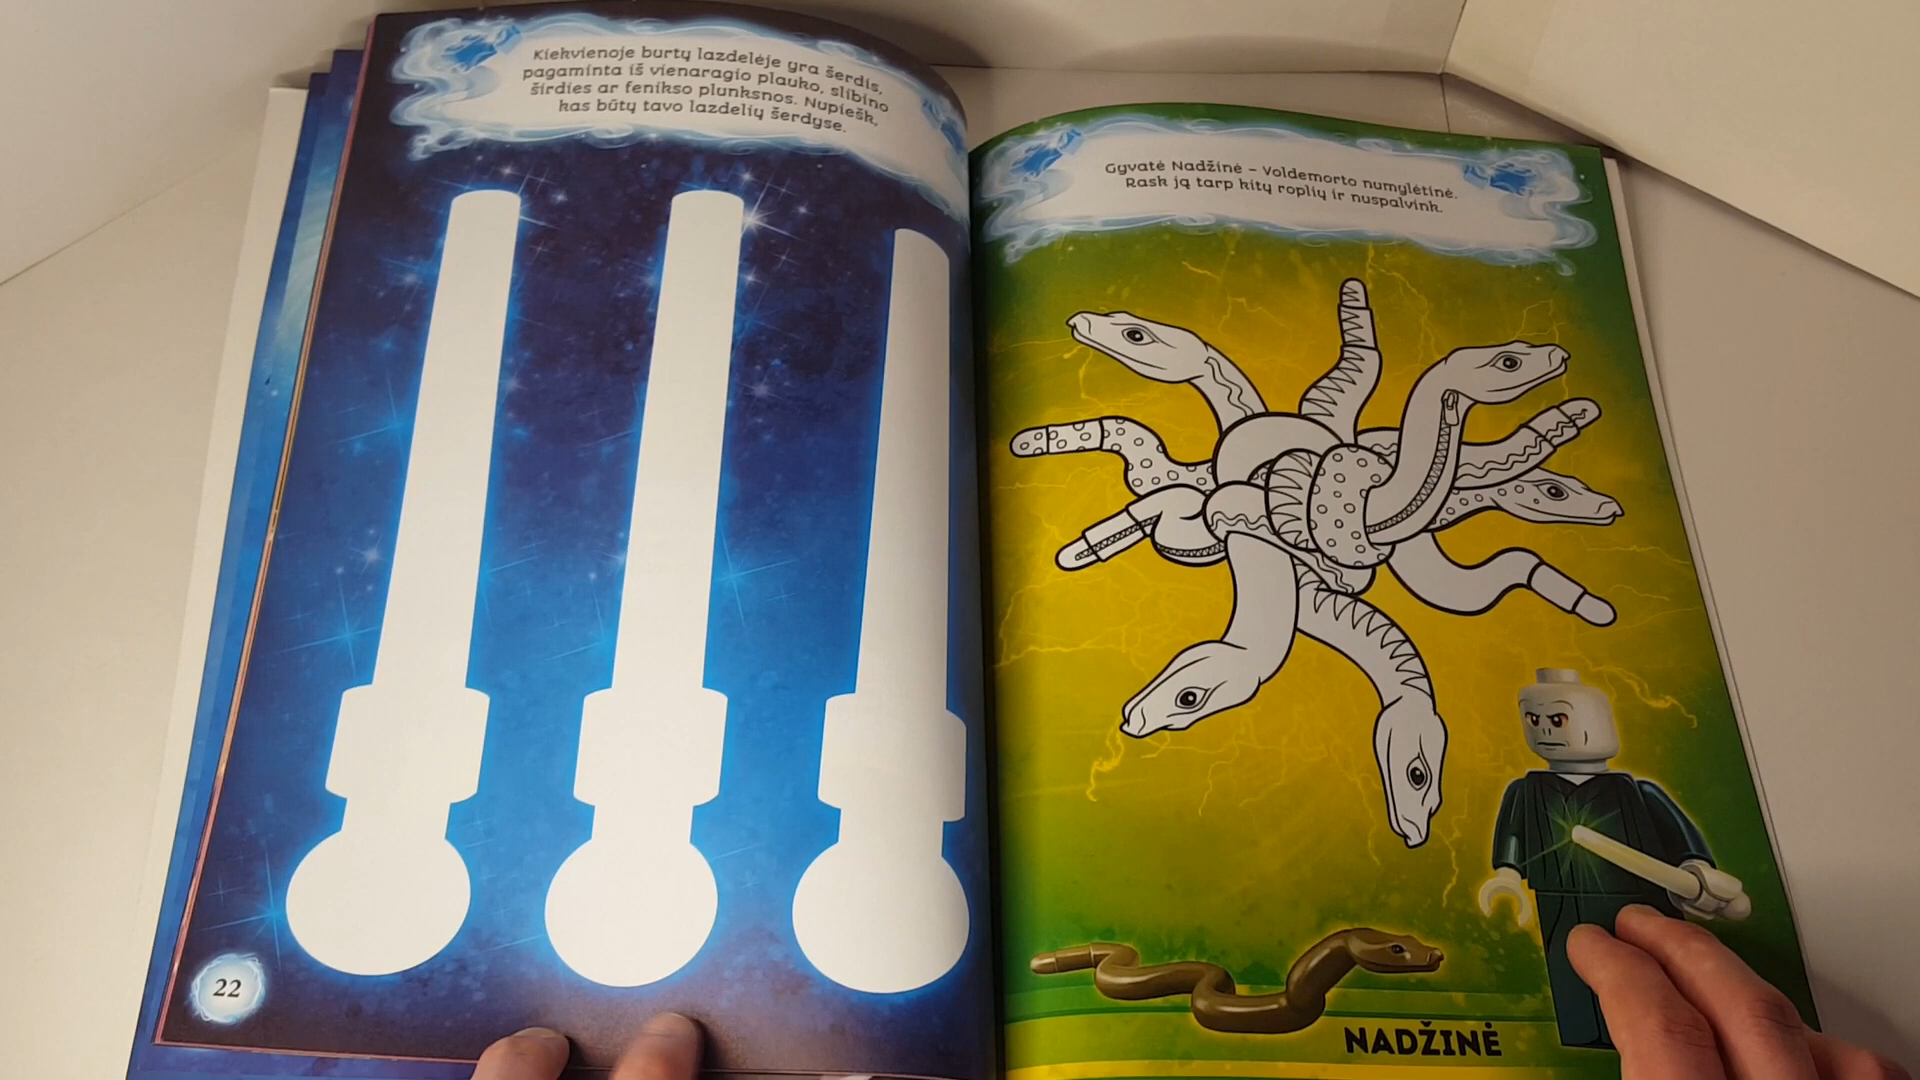 Kiekvienoje burtų lazdelėje yra šerdis,
pagaminta iš vienaragio plauko, slibino
širdies ar fenikso plunksnos. Nupiešk,
kas būtų tavo lazdelių šerdyse.
22
Gyvatė Nadžinė – Voldemorto numylėtinė.
Rask ją tarp kitų roplių ir nuspalvink.
NADŽINĖ